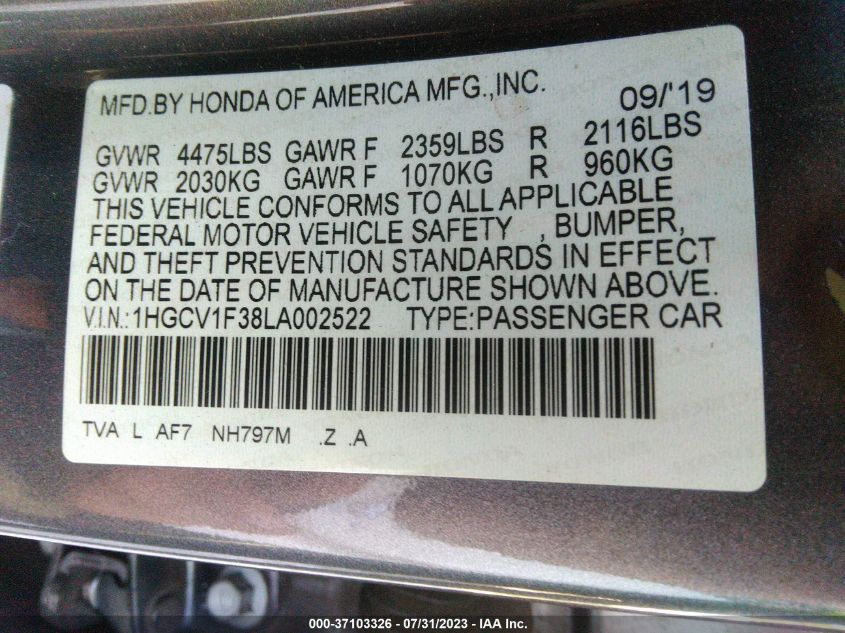 MFD.BY HONDA OF AMERICA MFG.,INC. 09/'19
GVWR 4475LBS GAWR F 2359LBS R 2116LBS
GVWR 2030KG GAWR F 1070KG R 960KG
THIS VEHICLE CONFORMS TO ALL APPLICABLE
FEDERAL MOTOR VEHICLE SAFETY , BUMPER,
AND THEFT PREVENTION STANDARDS IN EFFECT
ON THE DATE OF MANUFACTURE SHOWN ABOVE.
V.I.N.:1HGCV1F38LA002522 TYPE:PASSENGER CAR
TVA L AF7 NH797M .Z .A
000-37103326 - 07/31/2023 - IAA Inc.